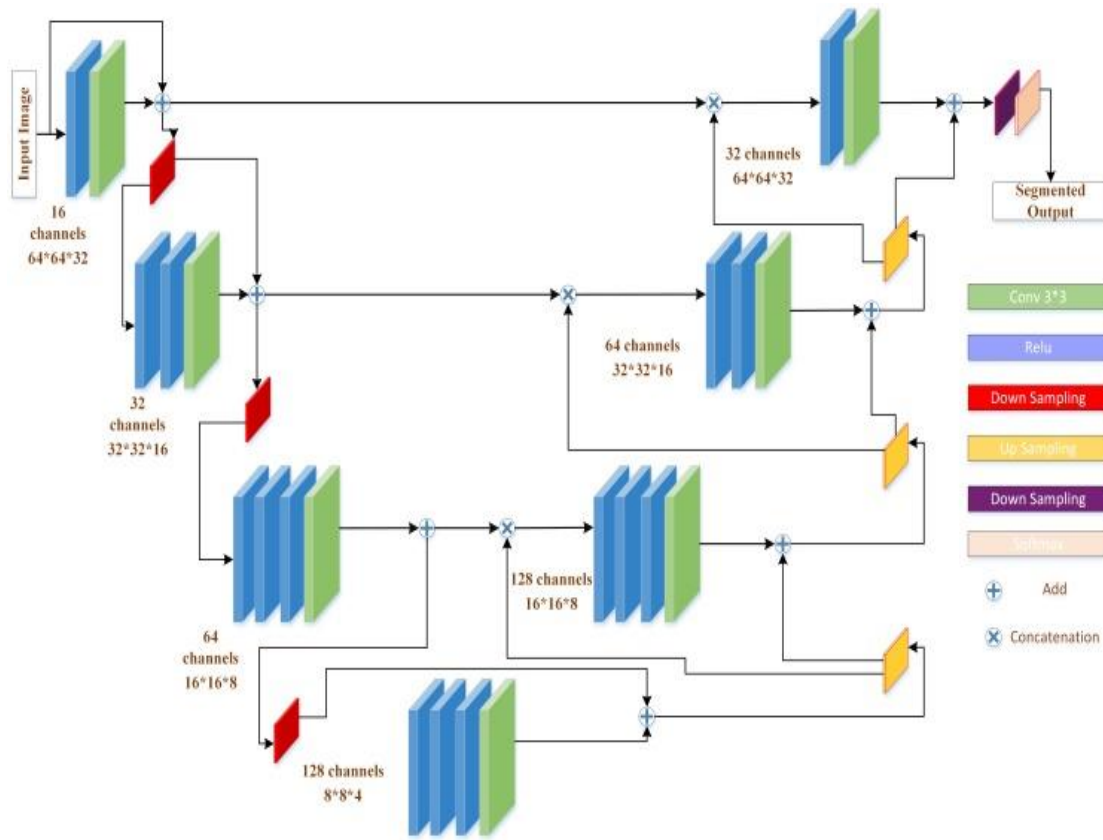 Input Image
16
channels
64*64*32
32 channels
64*64*32
Segmented
Output
32
channels
32*32*16
64 channels
32*32*16
64
channels
16*16*8
128 channels
16*16*8
128 channels
8*8*4
Conv 3*3
Relu
Down Sampling
Up Sampling
Down Sampling
Softmax
Add
Concatenation